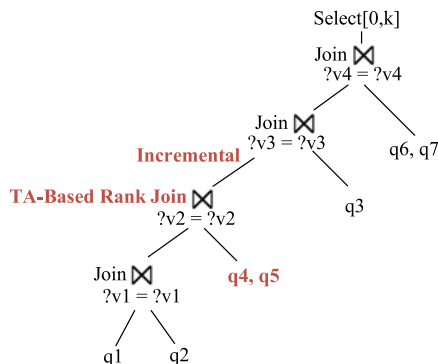 Select[0,k]
Join ⋈
?v4 = ?v4
Join ⋈
?v3 = ?v3
q6, q7
Incremental
TA-Based Rank Join ⋈
?v2 = ?v2
q3
Join ⋈
?v1 = ?v1
q4, q5
q1
q2